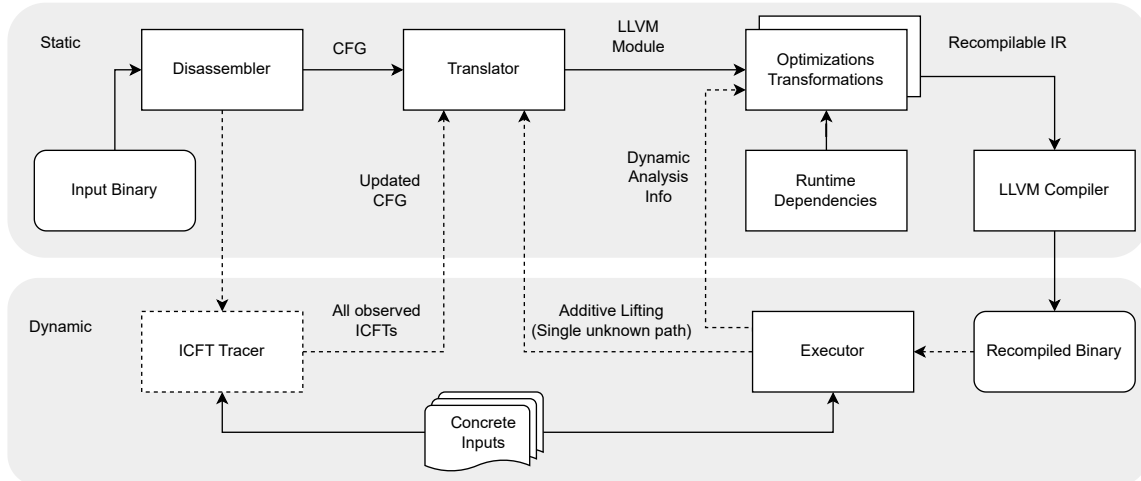 Static
Disassembler
CFG
Translator
LLVM
Module
Optimizations
Transformations
Recompilable IR
Input Binary
Updated
CFG
Dynamic
Analysis
Info
Runtime
Dependencies
LLVM Compiler
Dynamic
ICFT Tracer
All observed
ICFTs
Additive Lifting
(Single unknown path)
Executor
Recompiled Binary
Concrete
Inputs